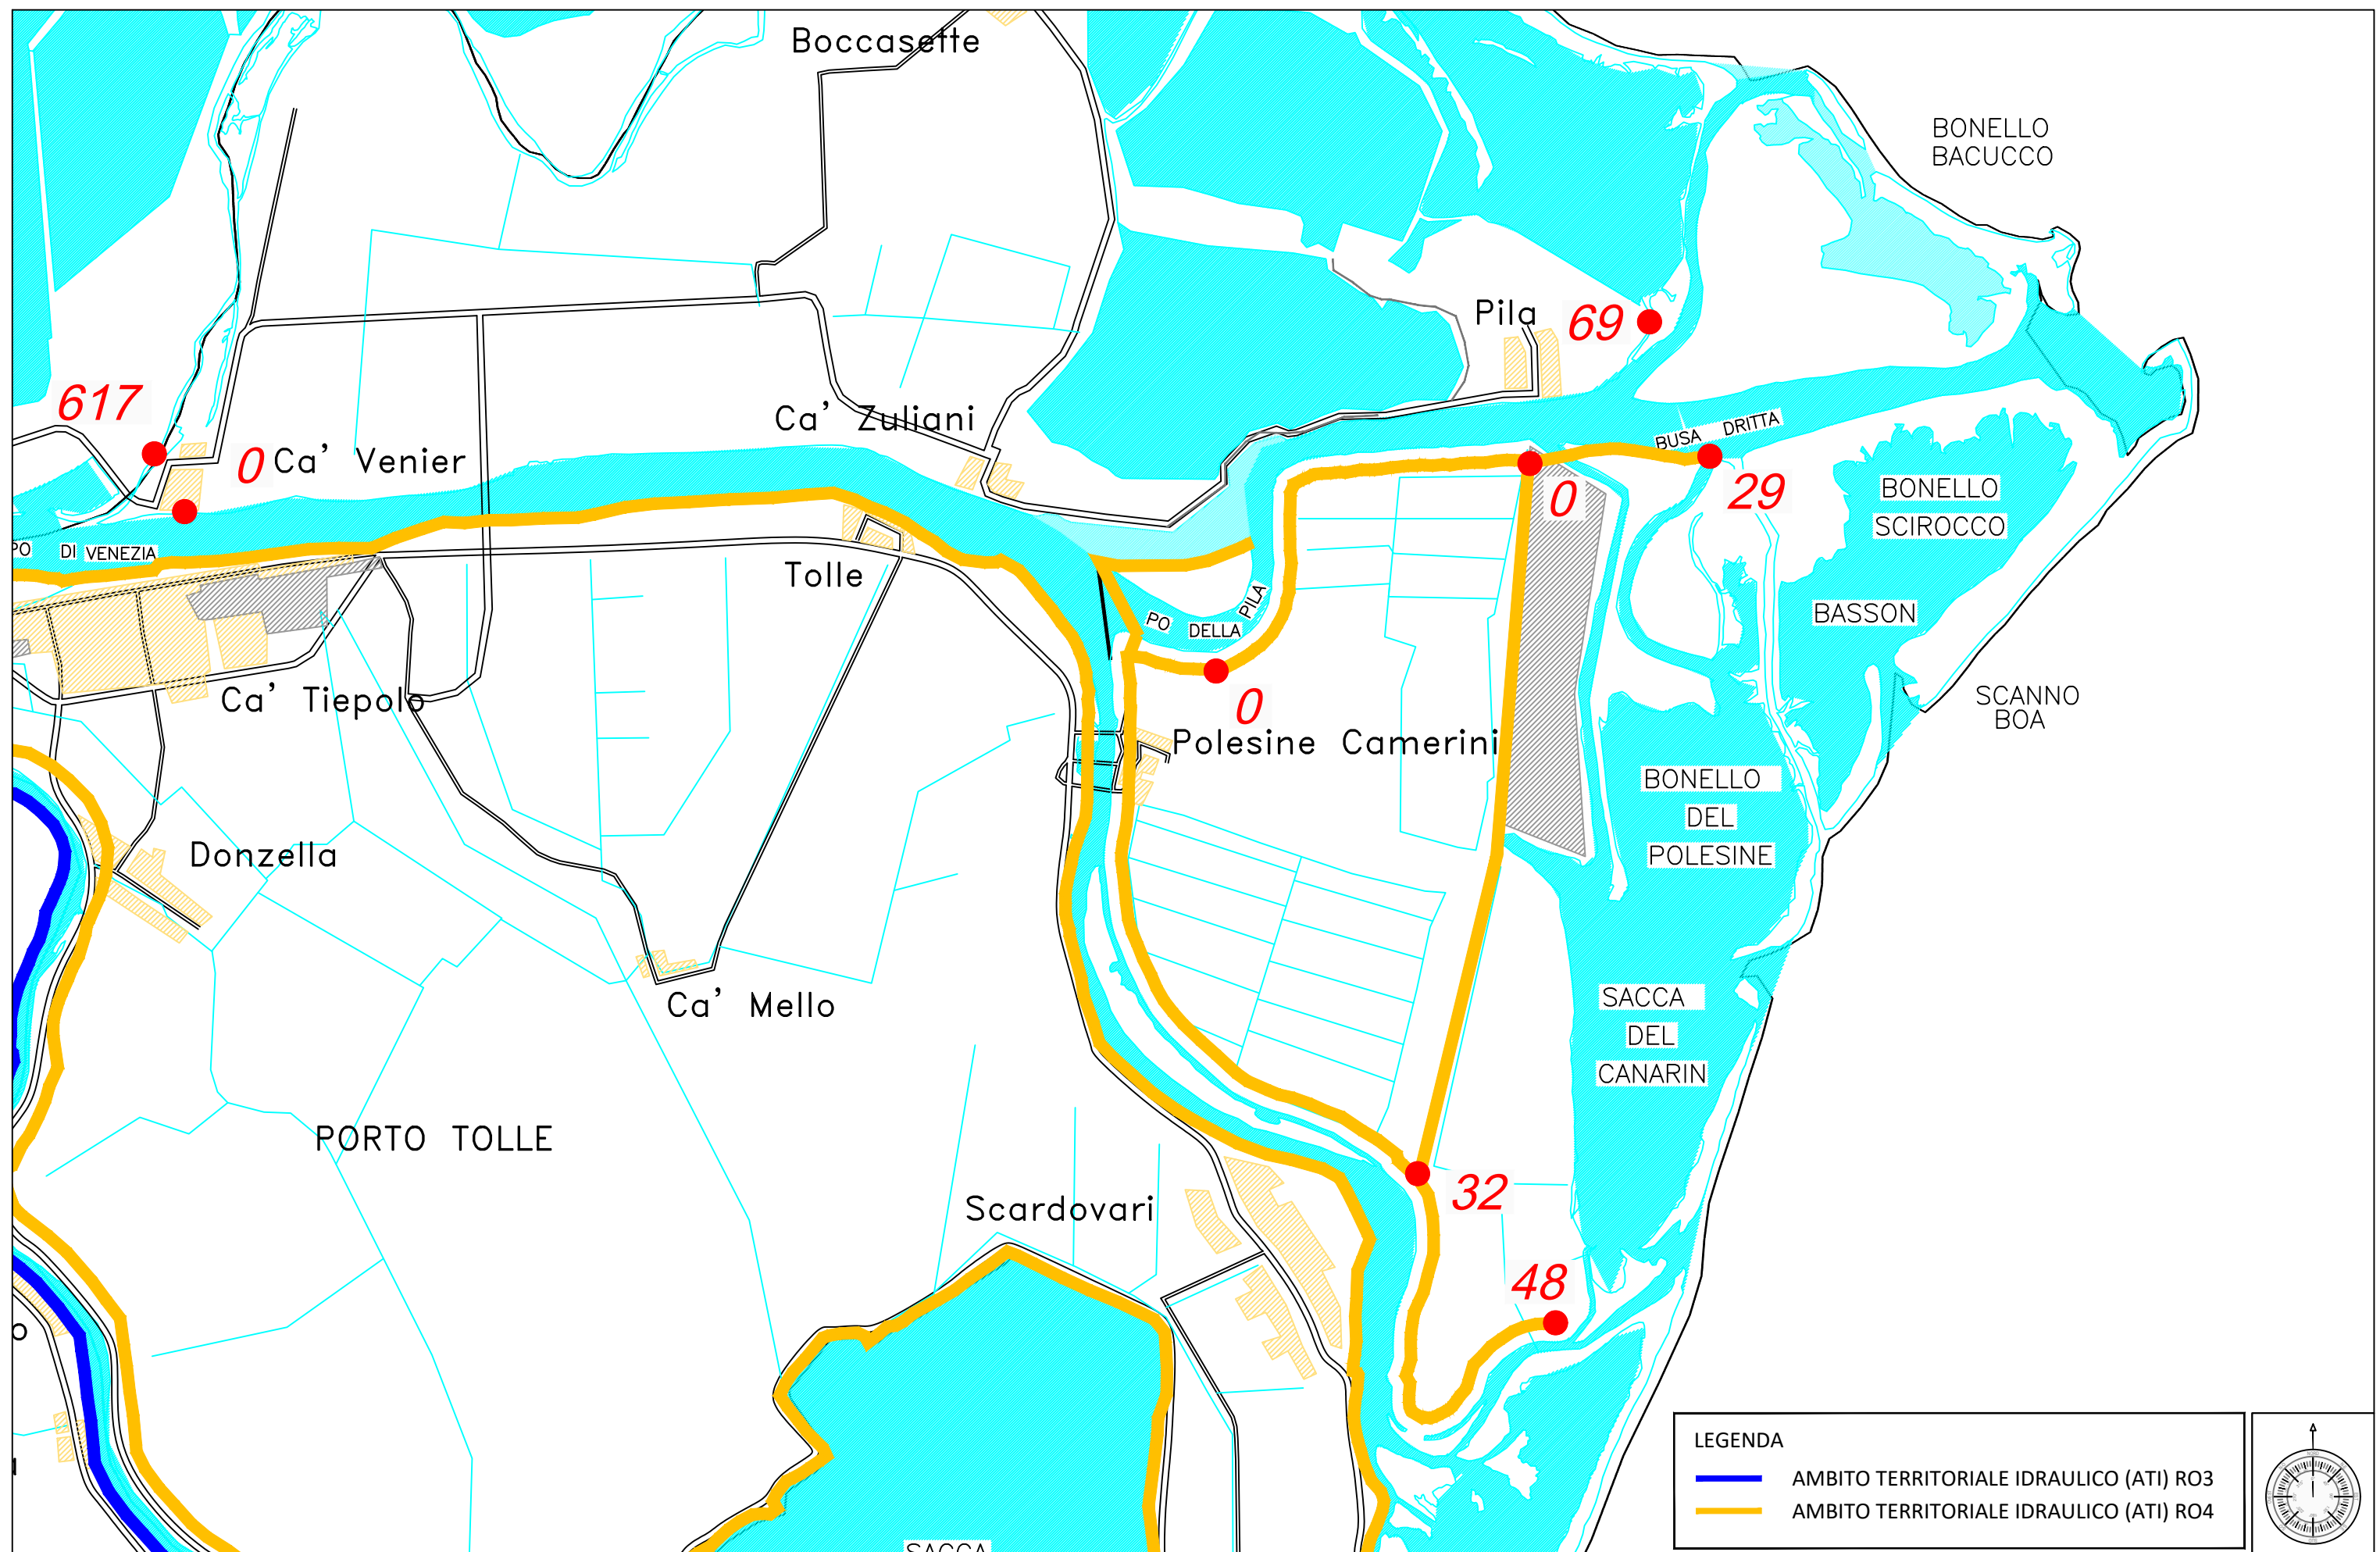 Boccasette
BONELLO
BACUCCO
Pila
69
617
Ca' Zuliani
BUSA DRITTA
0
Ca' Venier
0
29
BONELLO
SCIROCCO
PO DI VENEZIA
Tolle
PO DELLA PILA
BASSON
Ca' Tiepolo
0
SCANNO
BOA
Polesine Camerini
BONELLO
DEL
POLESINE
Donzella
SACCA
DEL
CANARIN
Ca' Mello
PORTO TOLLE
32
Scardovari
48
o
LEGENDA
AMBITO TERRITORIALE IDRAULICO (ATI) RO3
AMBITO TERRITORIALE IDRAULICO (ATI) RO4
SACCA